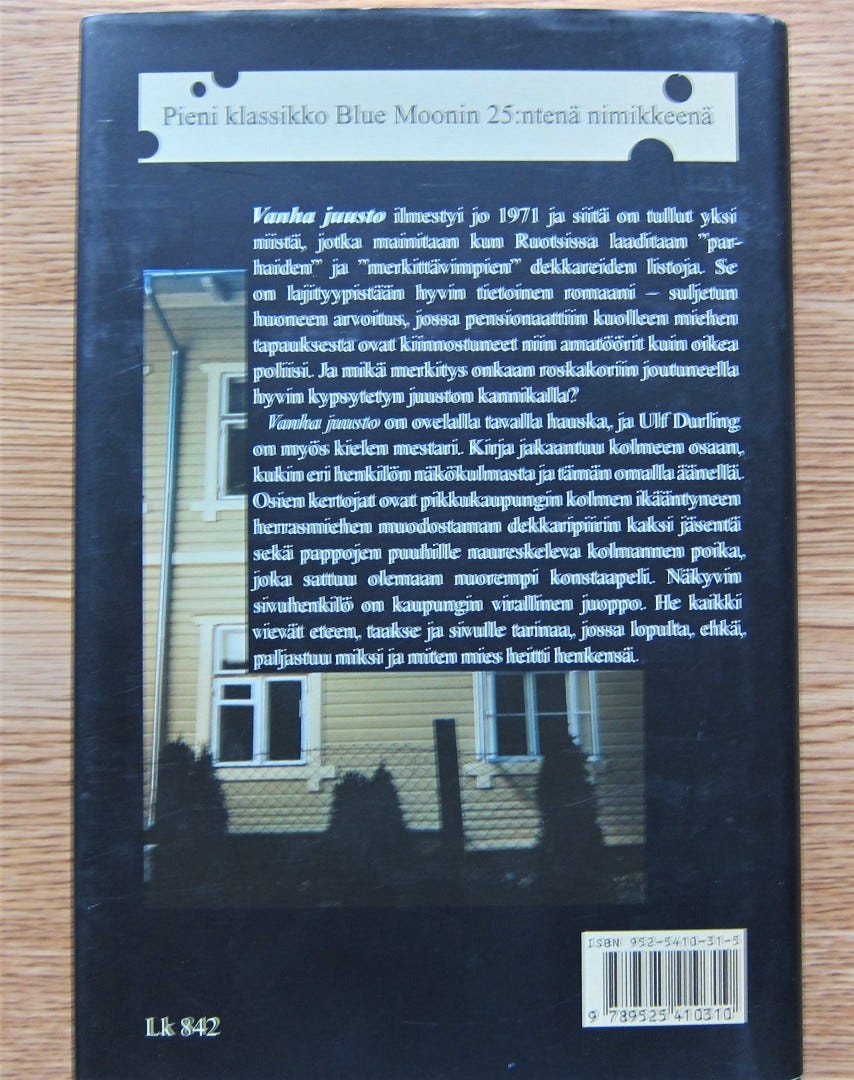 Pieni klassikko Blue Moonin 25:ntenä nimikkeenä
Vanha juusto ilmestyi jo 1971 ja siitä on tullut yksi
niistä, jotka mainitaan kun Ruotsissa laaditaan ”par-
haiden” ja ”merkittävimpien” dekkareiden listoja. Se
on lajityypistään hyvin tietoinen romaani – suljetun
huoneen arvoitus, jossa pensionaattiin kuolleen miehen
tapauksesta ovat kiinnostuneet niin amatöörit kuin oikea
poliisi. Ja mikä merkitys onkaan roskakoriin joutuneella
hyvin kypsytetyn juuston kannikalla?
Vanha juusto on ovelalla tavalla hauska, ja Ulf Durling
on myös kielen mestari. Kirja jakaantuu kolmeen osaan,
kukin eri henkilön näkökulmasta ja tämän omalla äänellä.
Osien kertojat ovat pikkukaupungin kolmen ikääntyneen
herrasmiehen muodostaman dekkaripiirin kaksi jäsentä
sekä pappojen puuhille naureskeleva kolmannen poika,
joka sattuu olemaan nuorempi konstaapeli. Näkyvin
sivuhenkilö on kaupungin virallinen juoppo. He kaikki
vievät eteen, taakse ja sivulle tarinaa, jossa lopulta, ehkä,
paljastuu miksi ja miten mies heitti henkensä.
ISBN 952-5410-31-5
9 789525 410310
Lk 842